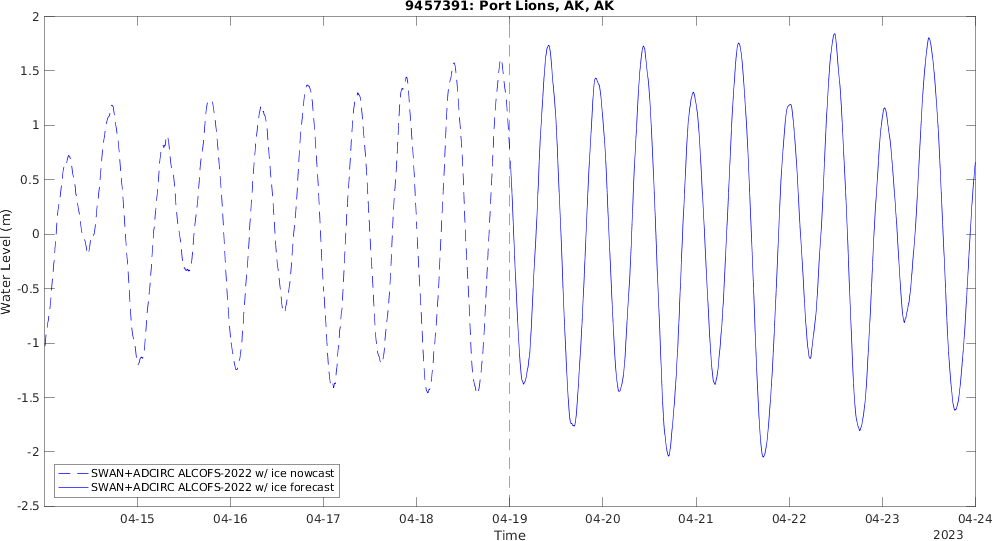 9457391: Port Lions, AK, AK
2
1.5
1
0.5
0
-0.5
-1
-1.5
-2
-2.5
Water Level (m)
SWAN+ADCIRC ALCOFS-2022 w/ ice nowcast
SWAN+ADCIRC ALCOFS-2022 w/ ice forecast
04-15 04-16 04-17 04-18 04-19 04-20 04-21 04-22 04-23 04-24
Time
2023